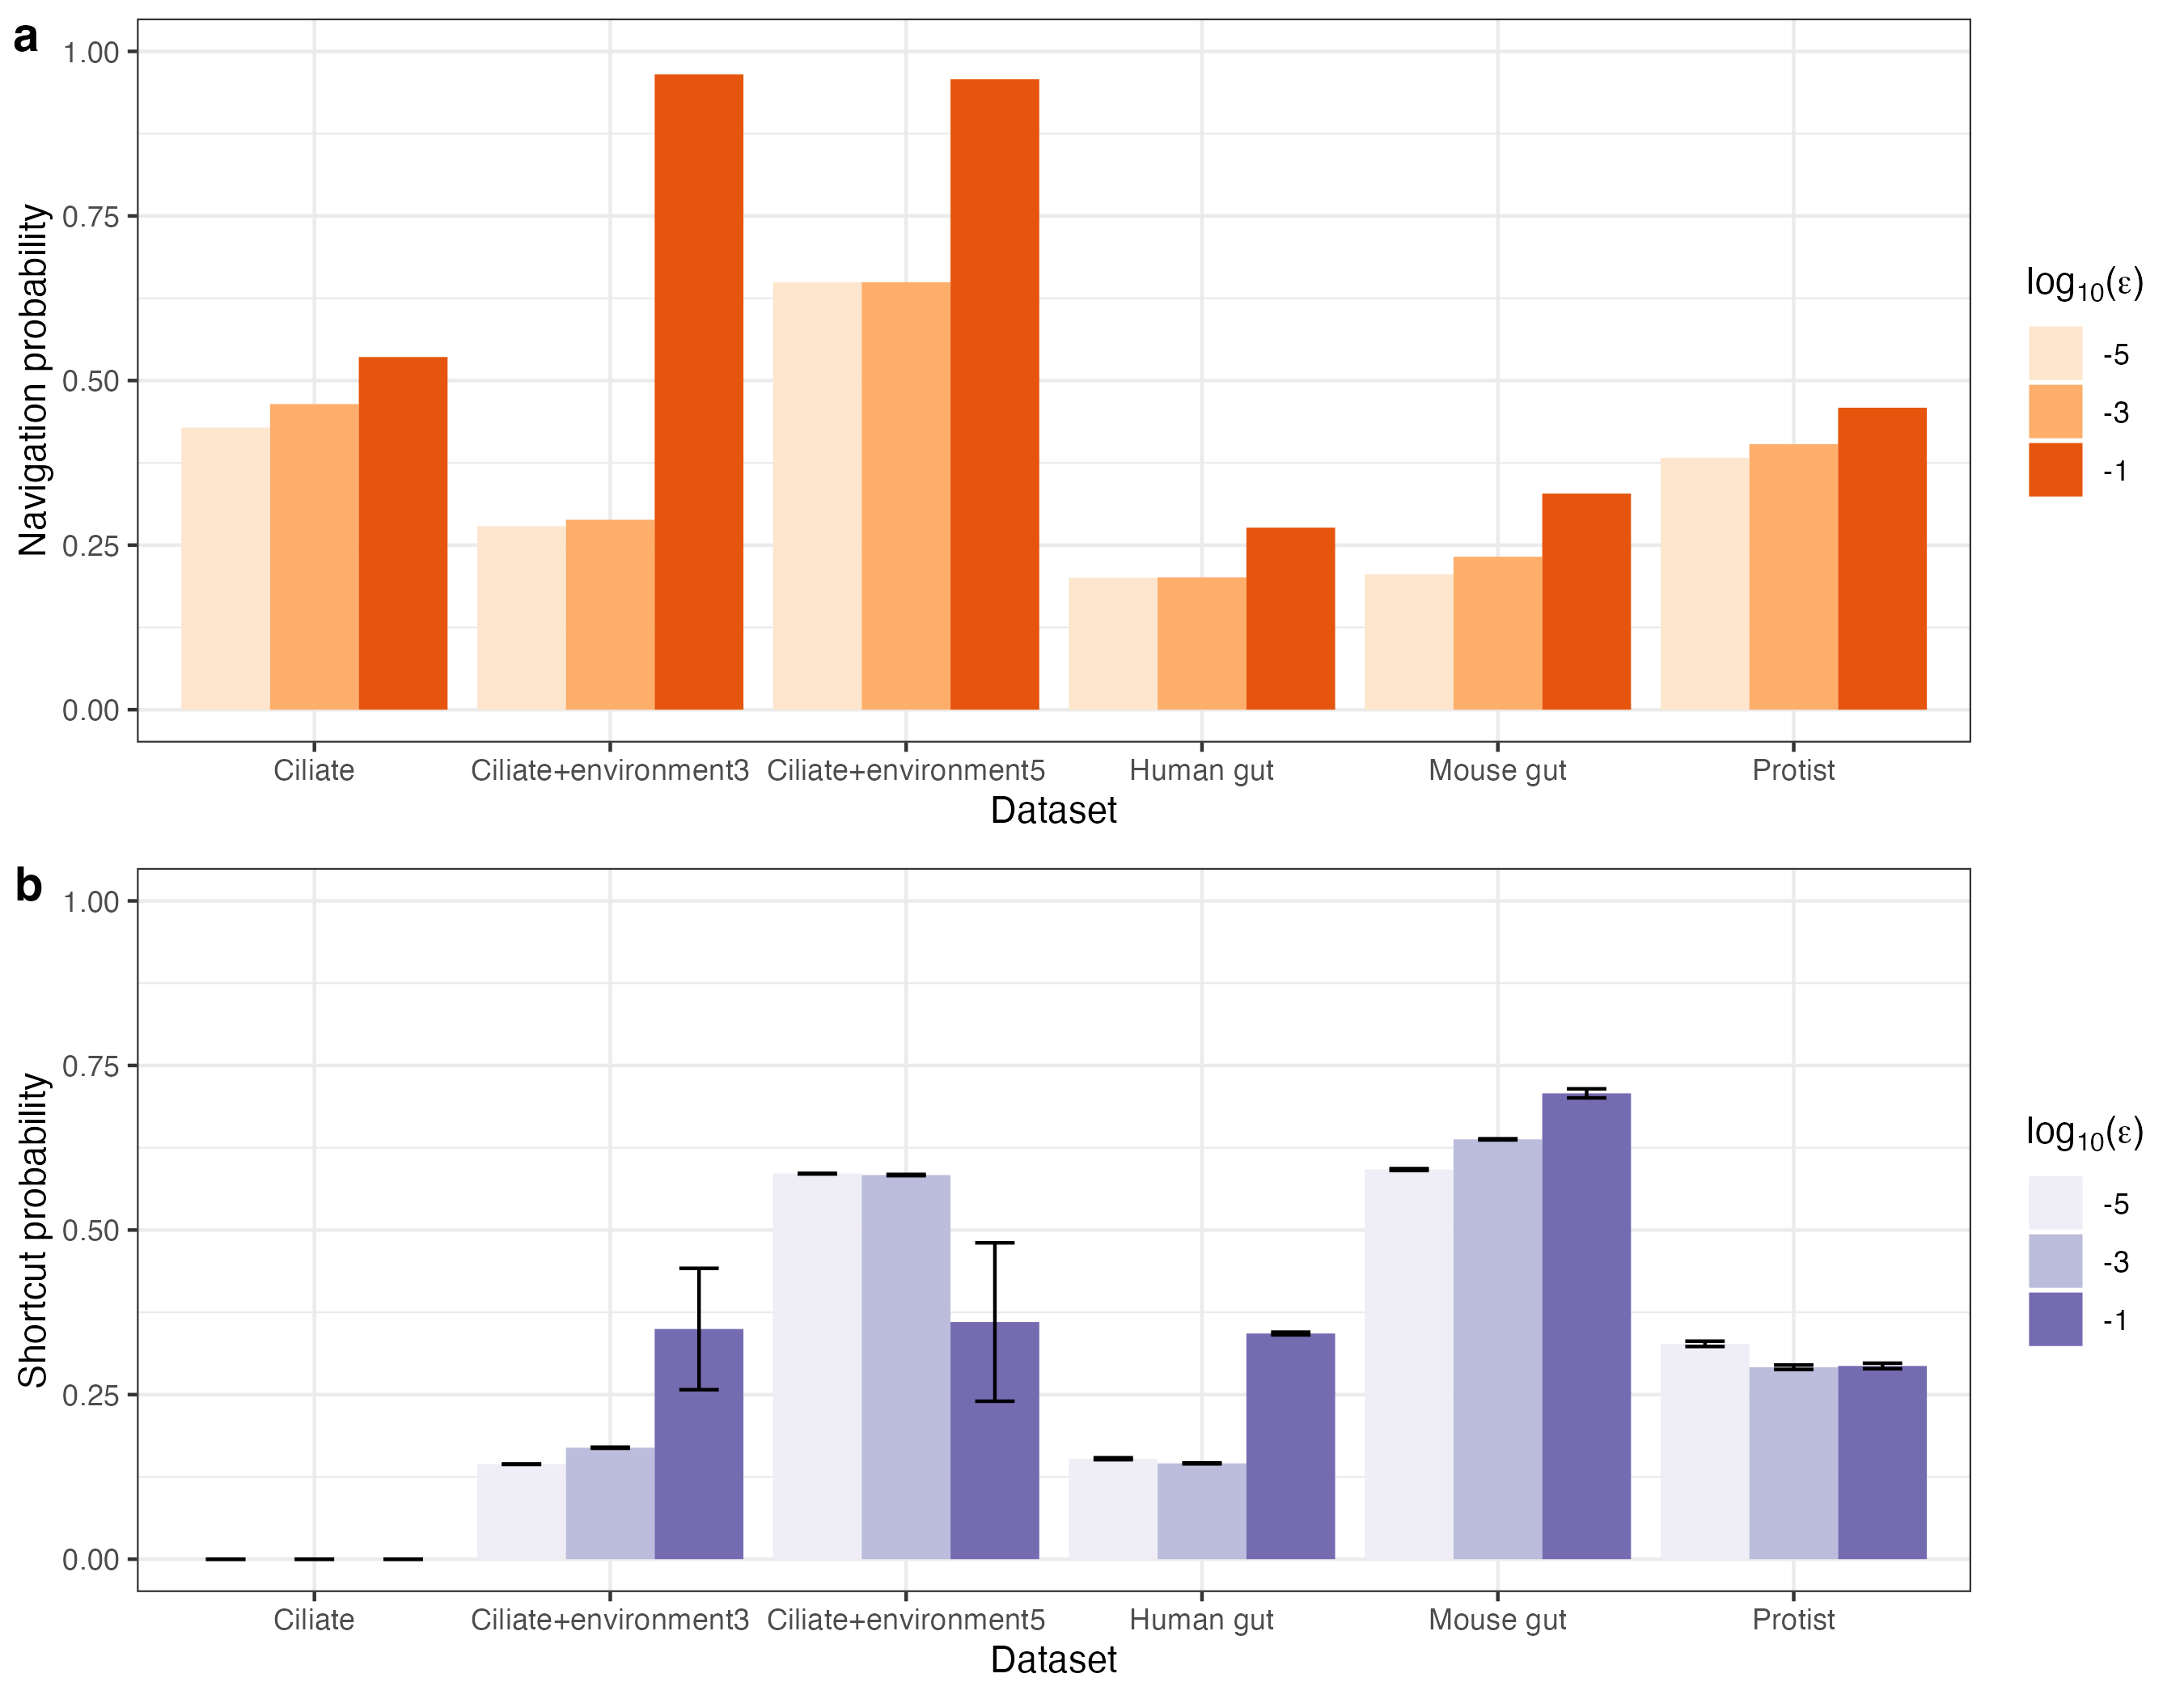 a
1.00
0.75
0.50
0.25
0.00
Navigation probability
Ciliate Ciliate+environment3 Ciliate+environment5 Human gut Mouse gut Protist
Dataset
log10(ε)
-5
-3
-1
b
1.00
0.75
0.50
0.25
0.00
Shortcut probability
Ciliate Ciliate+environment3 Ciliate+environment5 Human gut Mouse gut Protist
Dataset
log10(ε)
-5
-3
-1